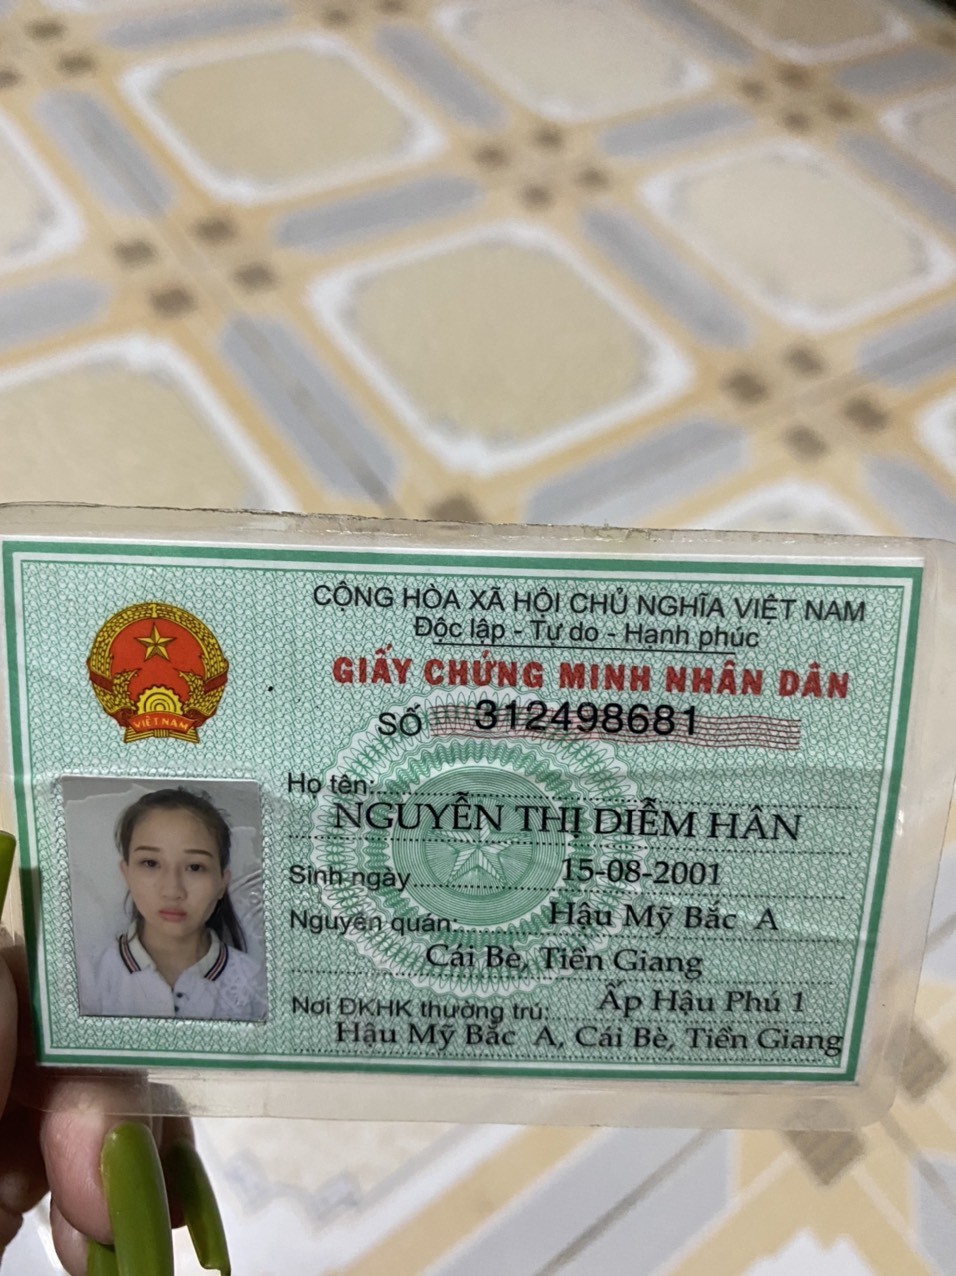 CỘNG HÒA XÃ HỘI CHỦ NGHĨA VIỆT NAM
Độc lập - Tự do - Hạnh phúc
GIẤY CHỨNG MINH NHÂN DÂN
SỐ 312498681
VIỆT NAM
Họ tên:
NGUYỄN THỊ DIỄM HÂN
Sinh ngày 15-08-2001
Nguyên quán: Hậu Mỹ Bắc A
Cái Bè, Tiền Giang
Nơi ĐKHK thường trú: Ấp Hậu Phú 1
Hậu Mỹ Bắc A, Cái Bè, Tiền Giang